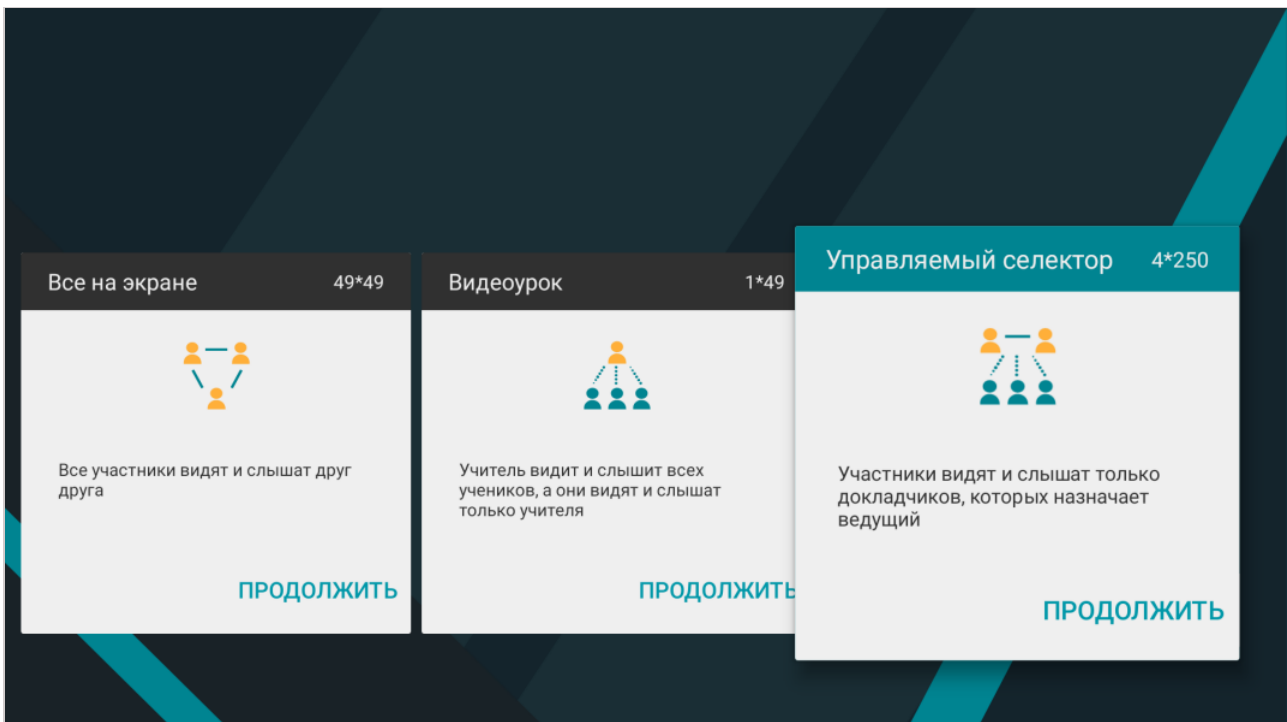 Все на экране 49*49
Все участники видят и слышат друг
друга
ПРОДОЛЖИТЬ
Видеоурок 1*49
Учитель видит и слышит всех
учеников, а они видят и слышат
только учителя
ПРОДОЛЖИТЬ
Управляемый селектор 4*250
Участники видят и слышат только
докладчиков, которых назначает
ведущий
ПРОДОЛЖИТЬ